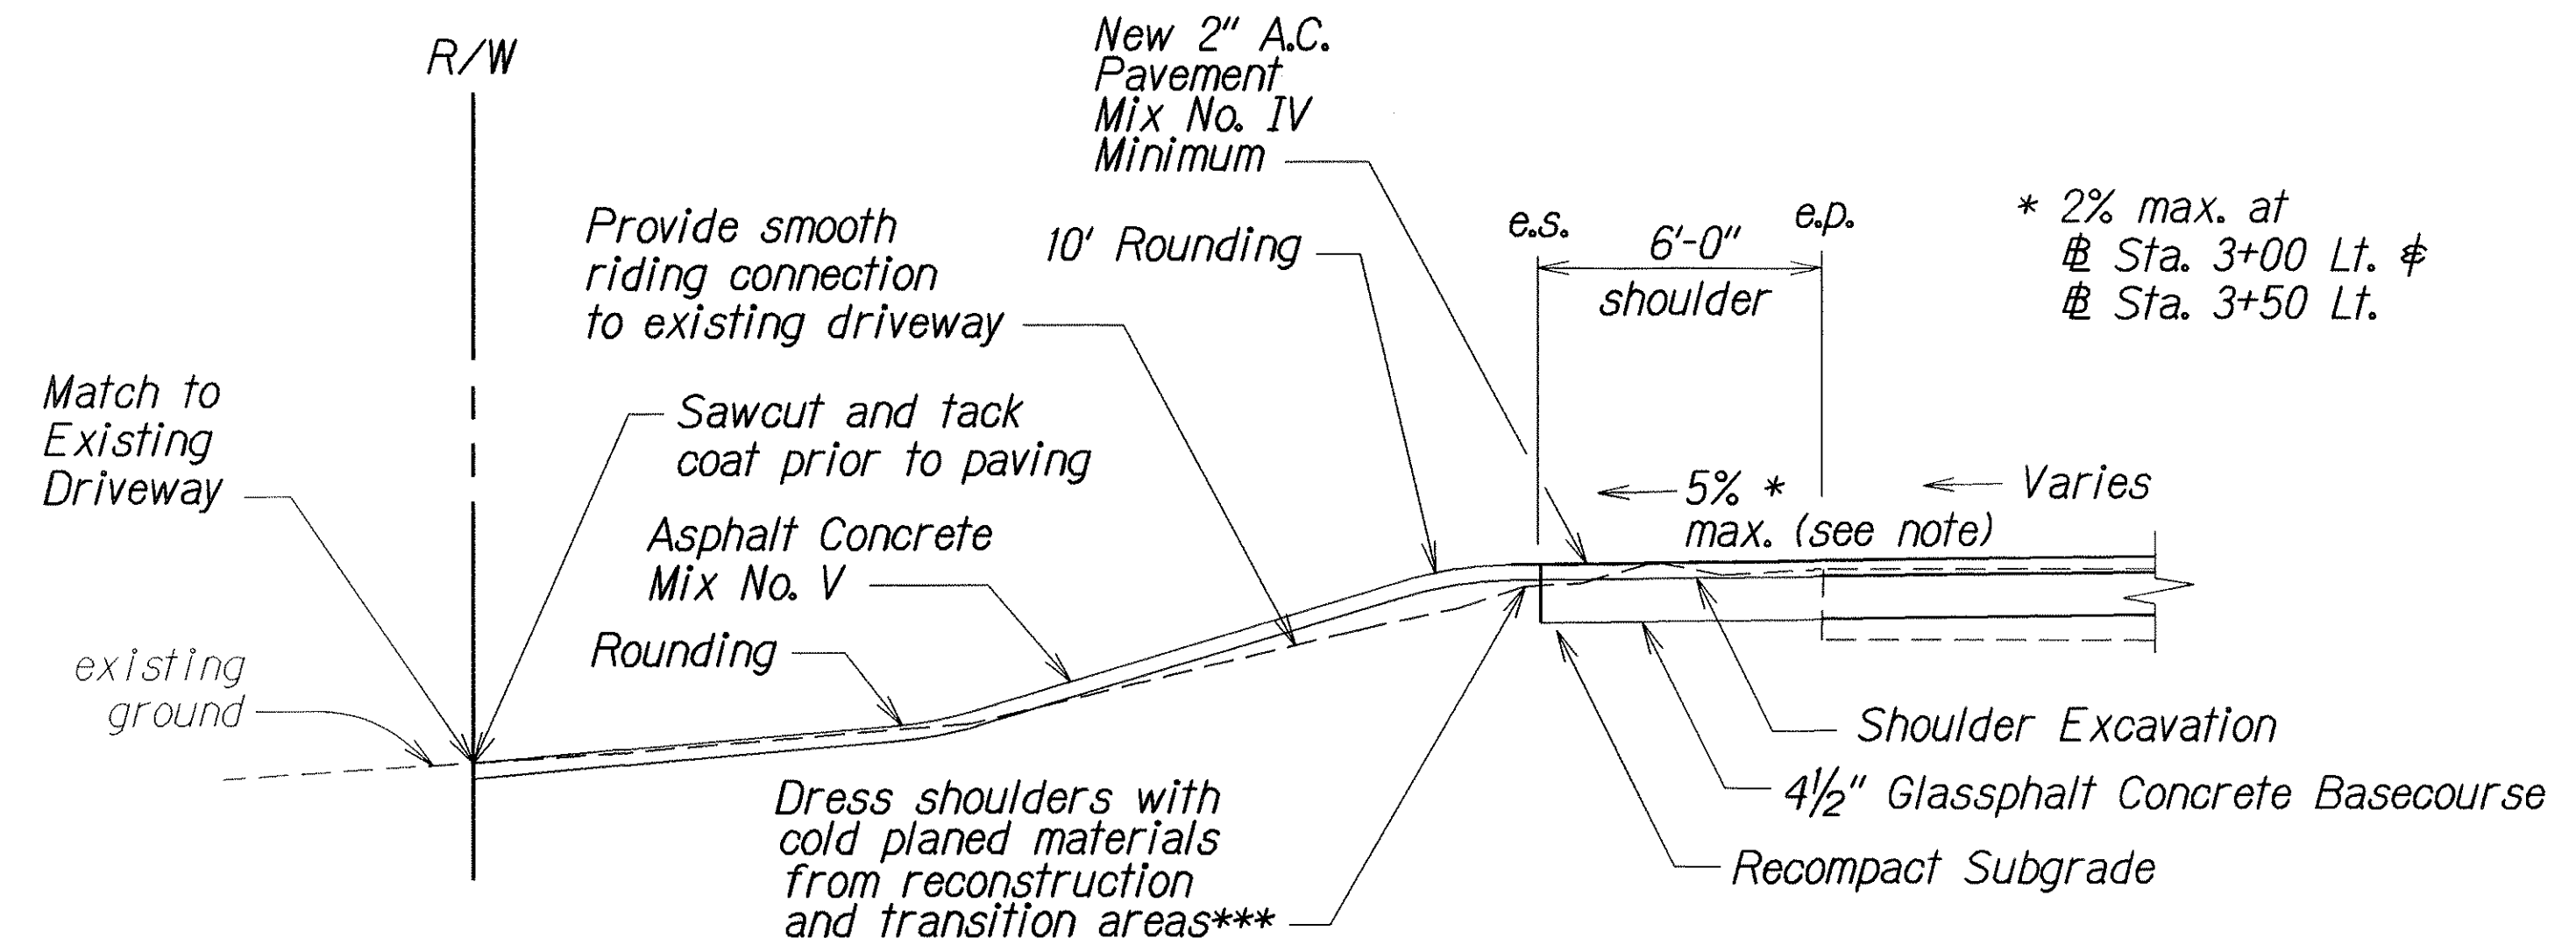 R/W
New 2" A.C.
Pavement
Mix No. IV
Minimum
Provide smooth
riding connection
to existing driveway
10' Rounding
e.s.
6'-0"
shoulder
e.p.
* 2% max. at
℄ Sta. 3+00 Lt. &
℄ Sta. 3+50 Lt.
Match to
Existing
Driveway
Sawcut and tack
coat prior to paving
5% *
max. (see note)
Varies
Asphalt Concrete
Mix No. V
Rounding
existing
ground
Dress shoulders with
cold planed materials
from reconstruction
and transition areas***
Shoulder Excavation
4½" Glassphalt Concrete Basecourse
Recompact Subgrade